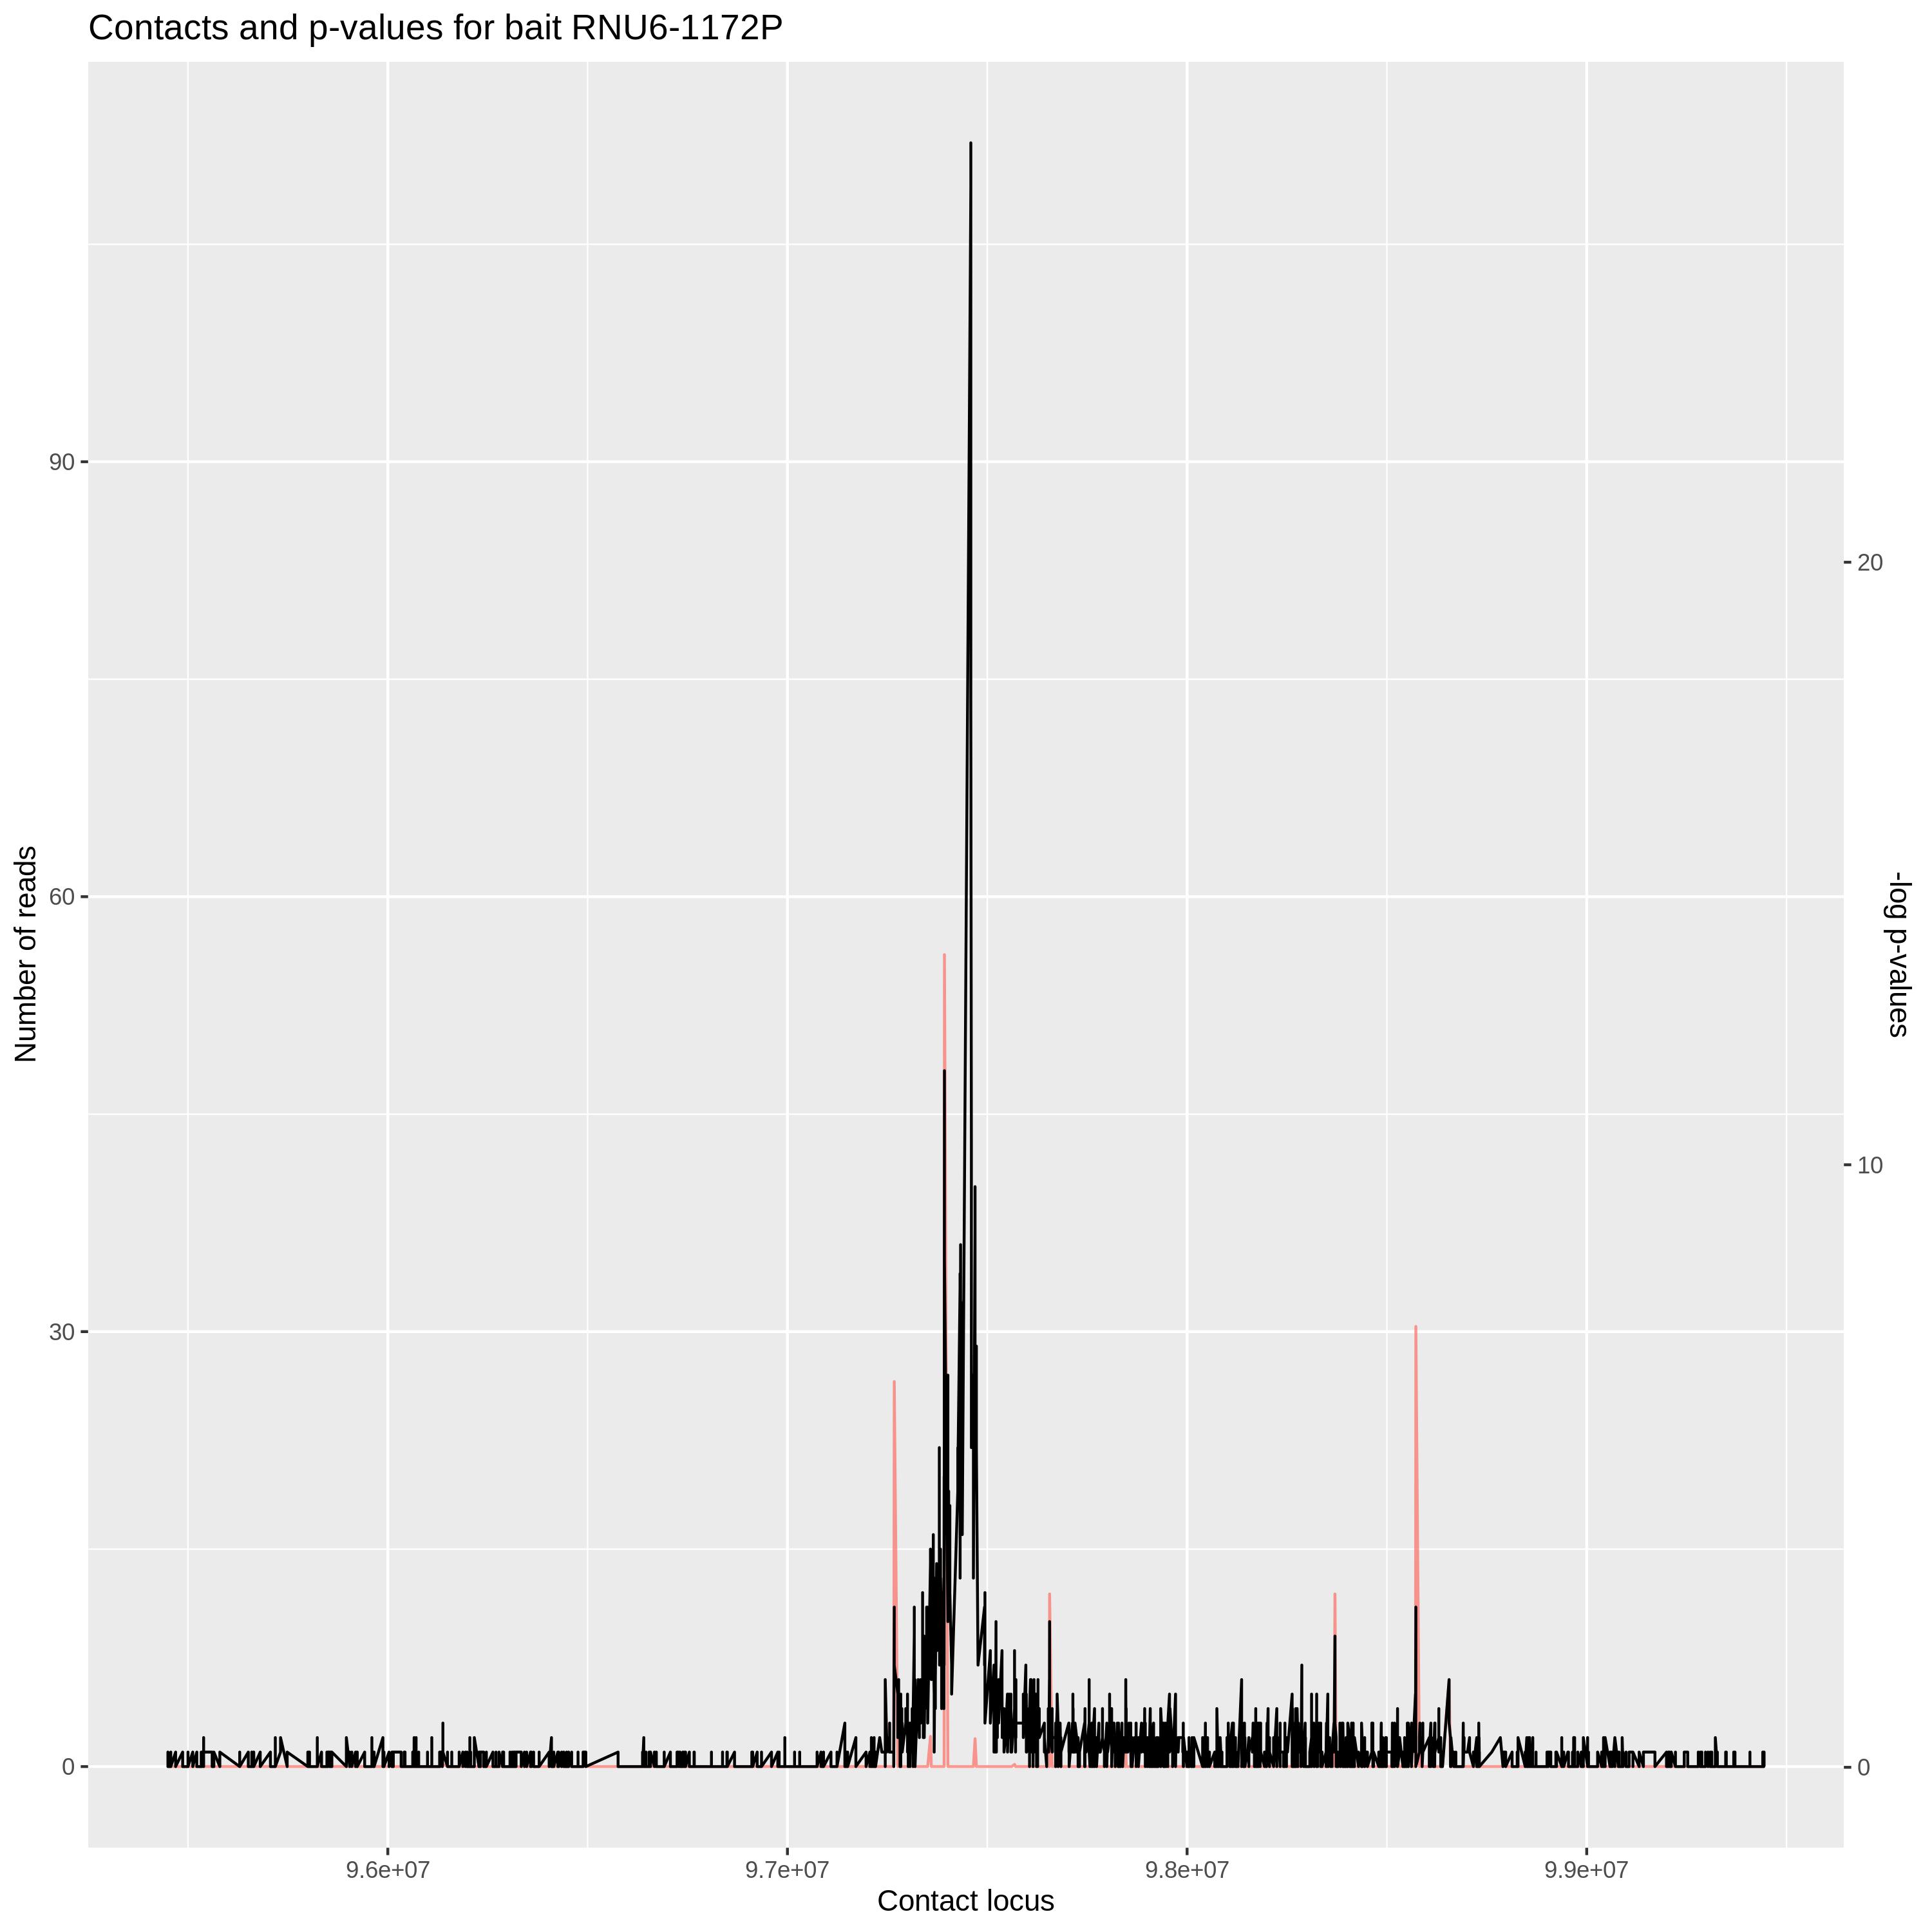 Contacts and p-values for bait RNU6-1172P
Number of reads
90
60
30
0
20
10
0
-log p-values
9.6e+07
9.7e+07
9.8e+07
9.9e+07
Contact locus